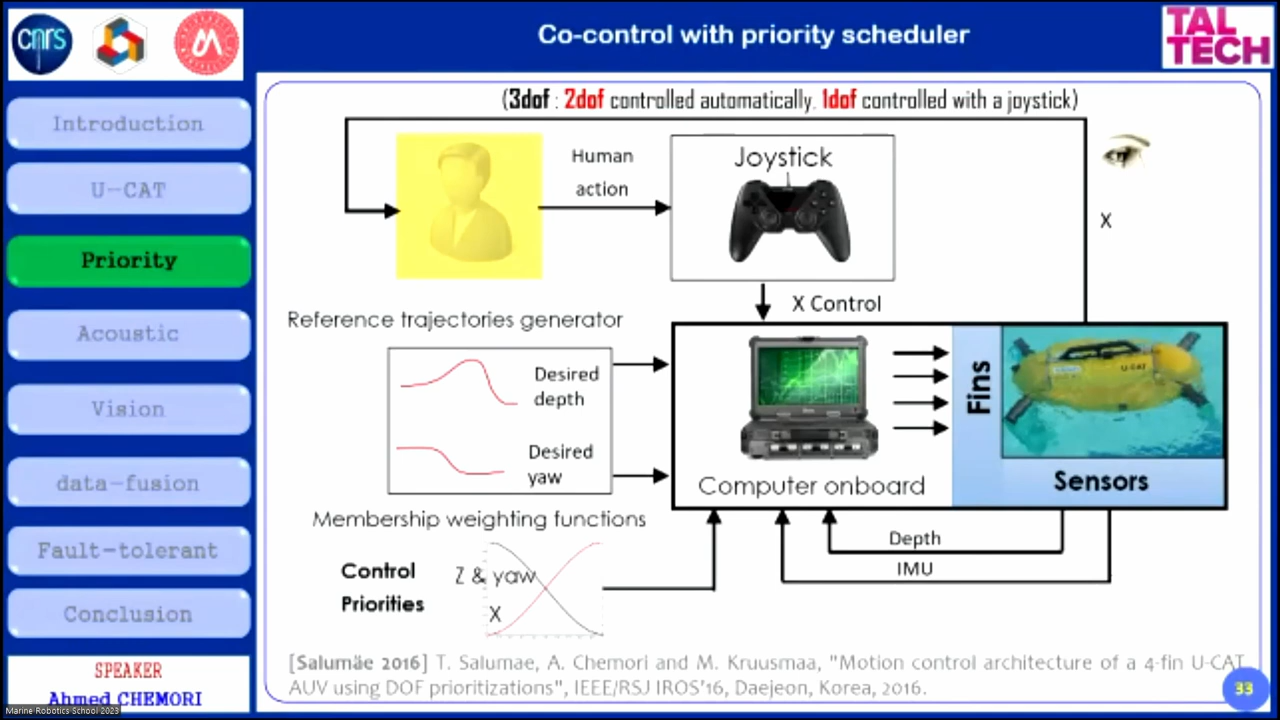 cnrs
Co-control with priority scheduler
TAL
TECH
Introduction
U-CAT
Priority
Acoustic
Vision
data-fusion
Fault-tolerant
Conclusion
SPEAKER
Ahmed CHEMORI
Marine Robotics School 2023
(3dof : 2dof controlled automatically, 1dof controlled with a joystick)
Human
action
Joystick
X
X Control
Reference trajectories generator
Desired
depth
Desired
yaw
Computer onboard
Fins
U-CAT
Sensors
Membership weighting functions
Depth
IMU
Control
Priorities
Z & yaw
X
[Salumäe 2016] T. Salumae, A. Chemori and M. Kruusmaa, "Motion control architecture of a 4-fin U-CAT
AUV using DOF prioritizations", IEEE/RSJ IROS'16, Daejeon, Korea, 2016.
33